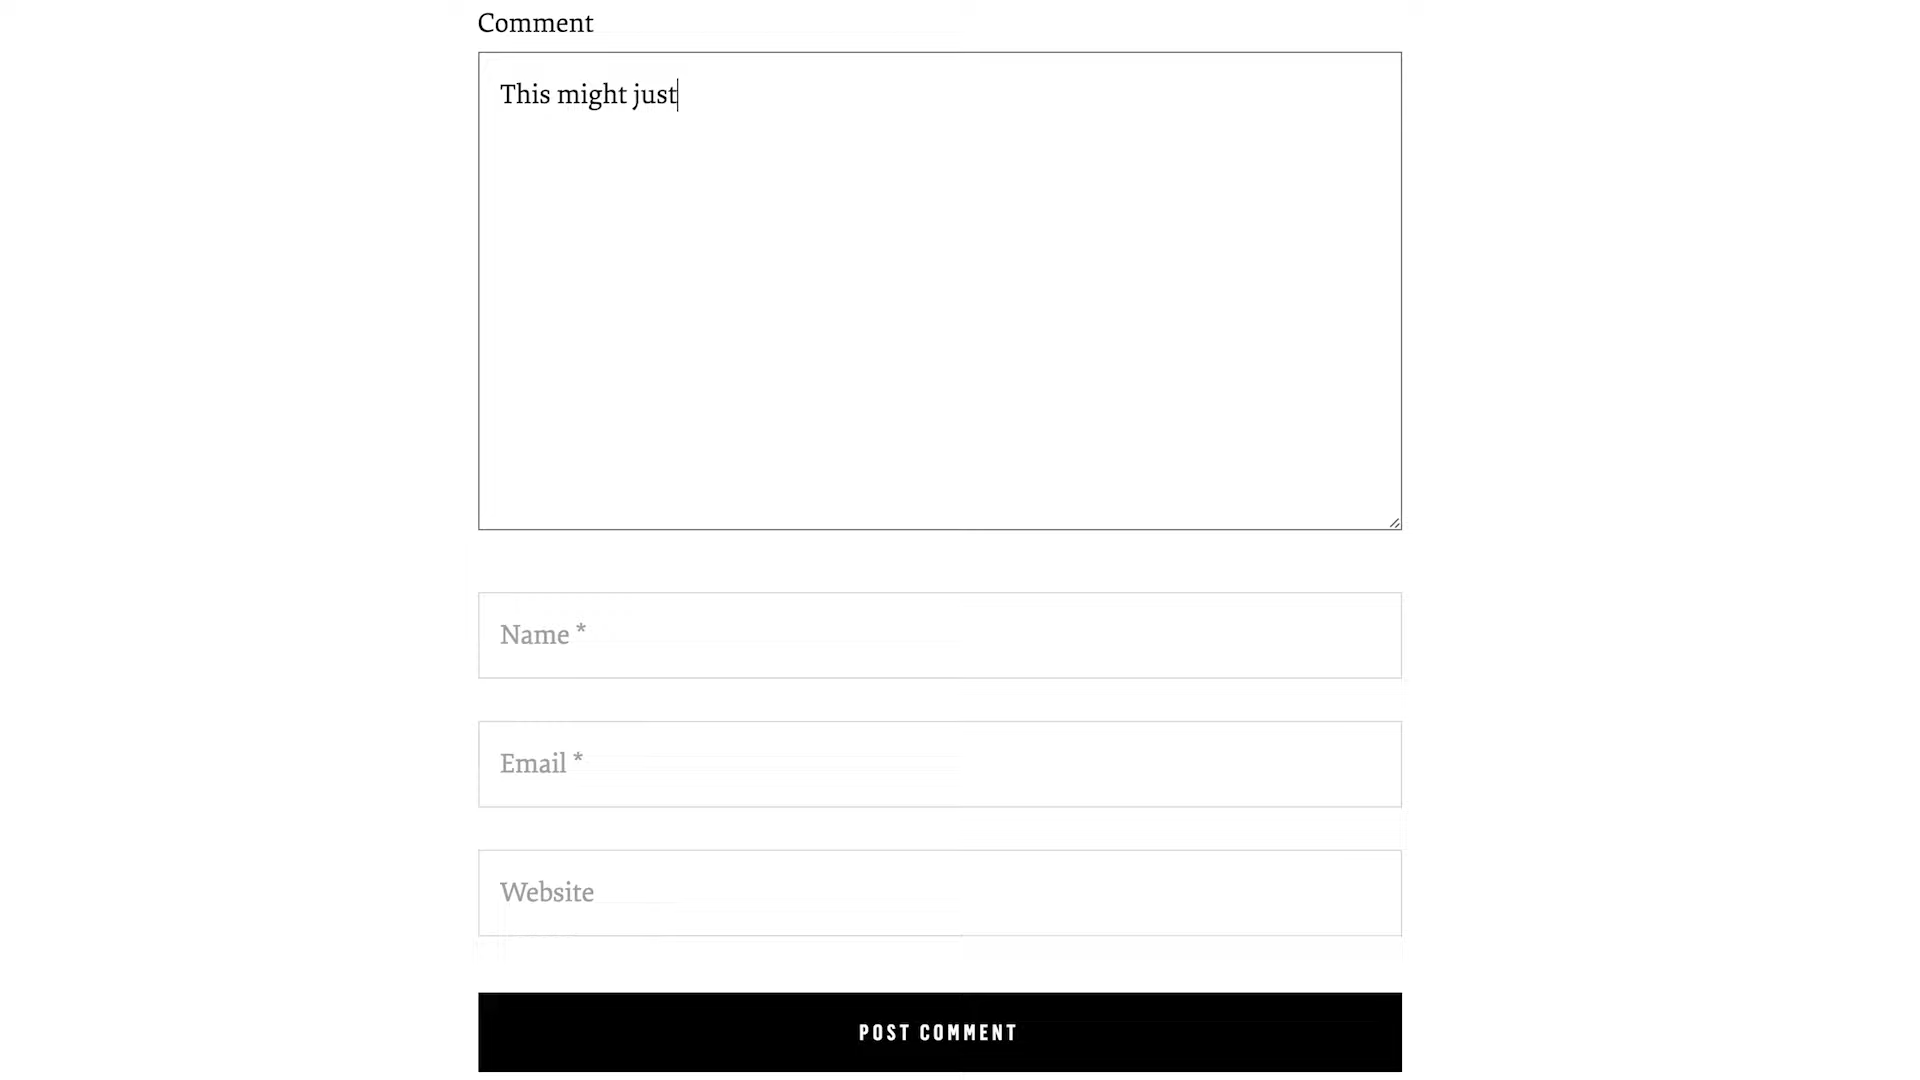 Comment
This might just
Name *
Email *
Website
POST COMMENT